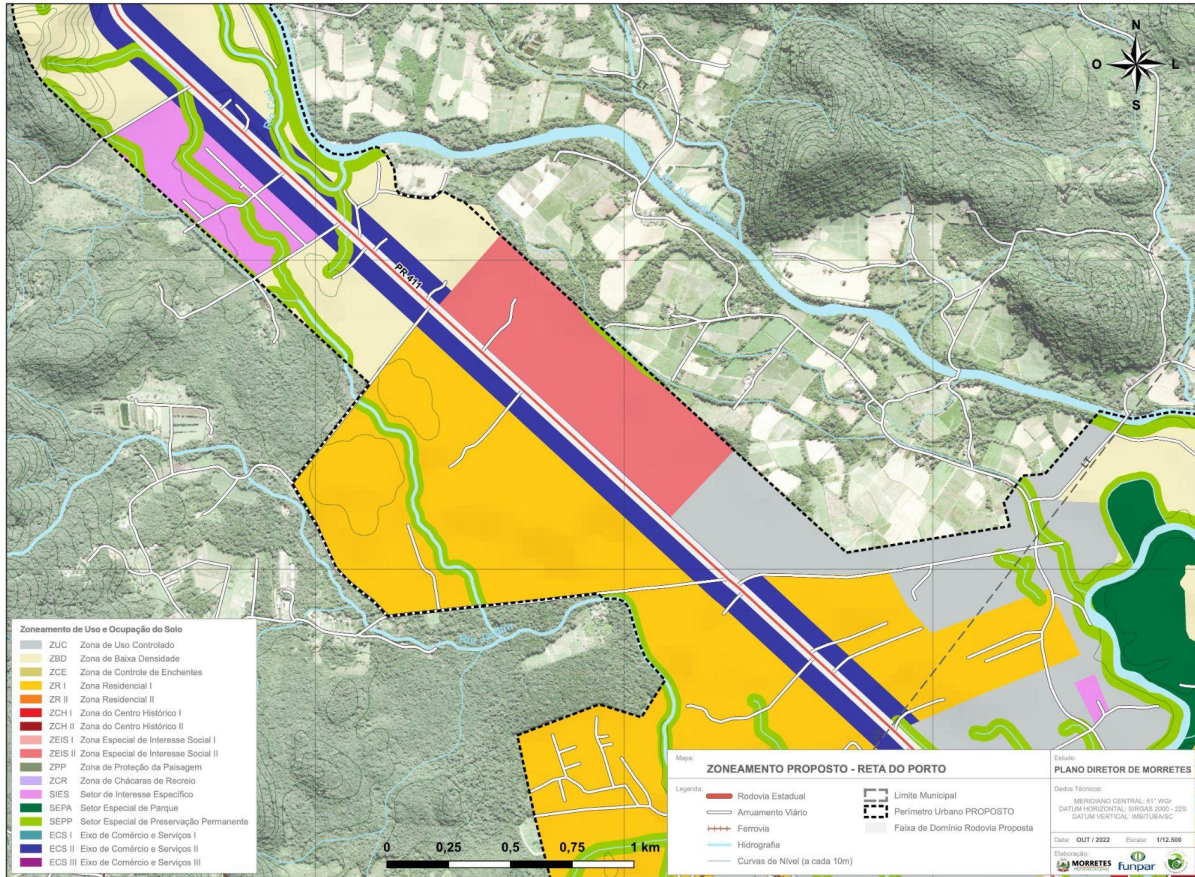 N
O
L
S
PR 411
LT
Zoneamento de Uso e Ocupação do Solo
ZUC Zona de Uso Controlado
ZBD Zona de Baixa Densidade
ZCE Zona de Controle de Enchentes
ZR I Zona Residencial I
ZR II Zona Residencial II
ZCH I Zona do Centro Histórico I
ZCH II Zona do Centro Histórico II
ZEIS I Zona Especial de Interesse Social I
ZEIS II Zona Especial de Interesse Social II
ZPP Zona de Proteção da Paisagem
ZCR Zona de Chácaras de Recreio
SIES Setor de Interesse Específico
SEPA Setor Especial de Parque
SEPP Setor Especial de Preservação Permanente
ECS I Eixo de Comércio e Serviços I
ECS II Eixo de Comércio e Serviços II
ECS III Eixo de Comércio e Serviços III
0 0,25 0,5 0,75 1 km
Mapa:
ZONEAMENTO PROPOSTO - RETA DO PORTO
Legenda:
Rodovia Estadual
Arruamento Viário
Ferrovia
Hidrografia
Curvas de Nível (a cada 10m)
Limite Municipal
Perímetro Urbano PROPOSTO
Faixa de Domínio Rodovia Proposta
Estudo:
PLANO DIRETOR DE MORRETES
Dados Técnicos:
MERIDIANO CENTRAL: 51° WGr
DATUM HORIZONTAL: SIRGAS 2000 - 22S
DATUM VERTICAL: IMBITUBA/SC
Data: OUT / 2022 Escala: 1/12.500
Elaboração:
MORRETES
funpar